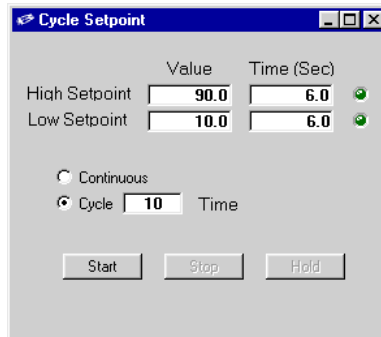 Cycle Setpoint
Value Time (Sec)
High Setpoint 90.0 6.0
Low Setpoint 10.0 6.0
Continuous
Cycle 10 Time
Start Stop Hold